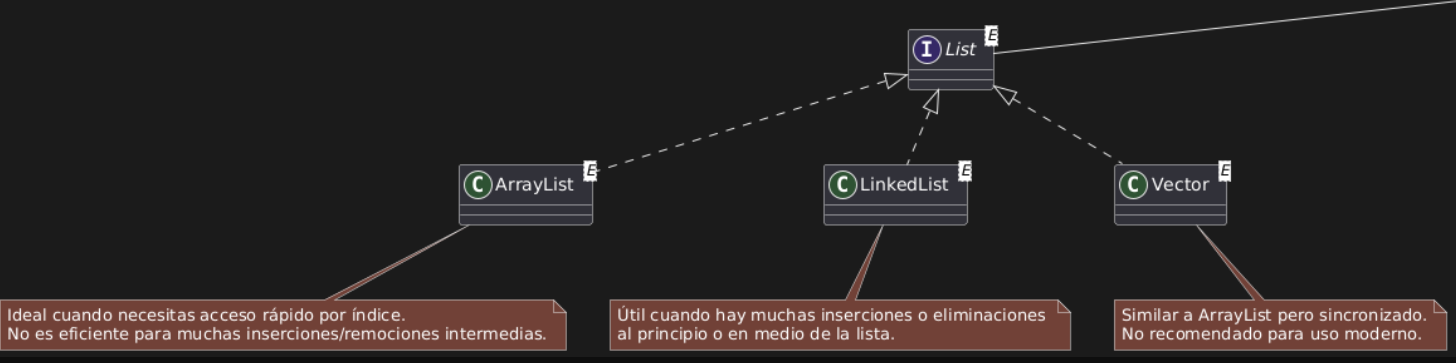 E
I List
E
C ArrayList
E
C LinkedList
E
C Vector
Ideal cuando necesitas acceso rápido por índice.
No es eficiente para muchas inserciones/remociones intermedias.
Útil cuando hay muchas inserciones o eliminaciones
al principio o en medio de la lista.
Similar a ArrayList pero sincronizado.
No recomendado para uso moderno.